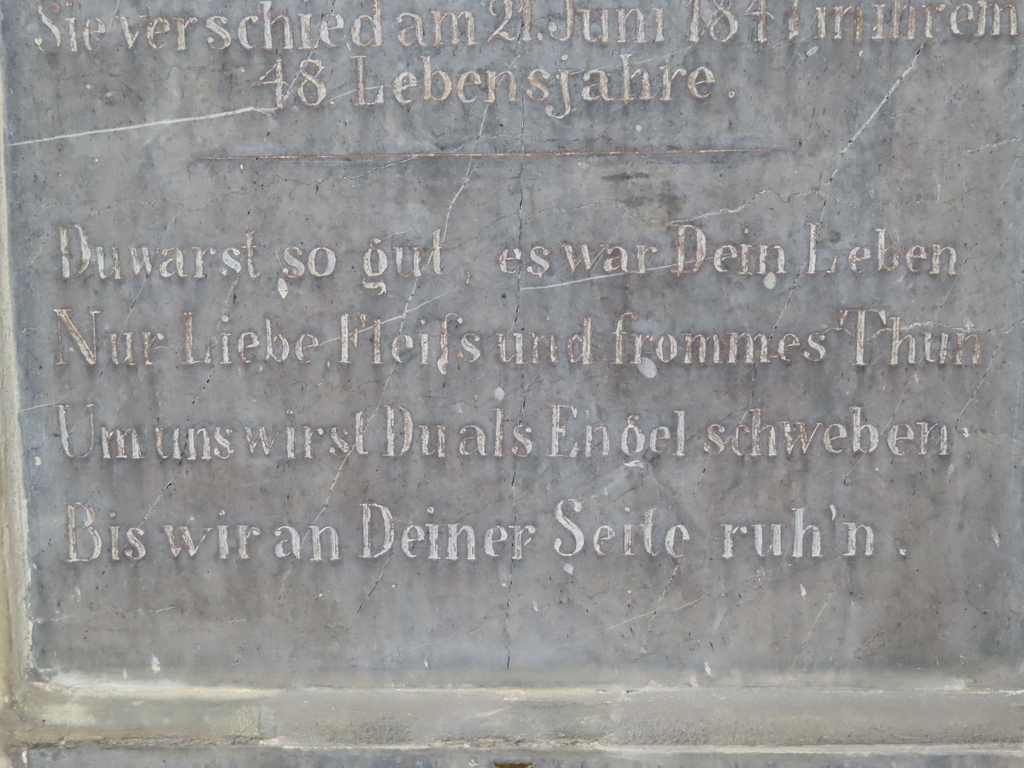 Sie verschied am 21. Juni 1841 in ihrem
48. Lebensjahre.
Du warst so gut, es war Dein Leben
Nur Liebe Fleiſs und frommes Thun
Um uns wirst Du als Engel schweben
Bis wir an Deiner Seite ruh'n.